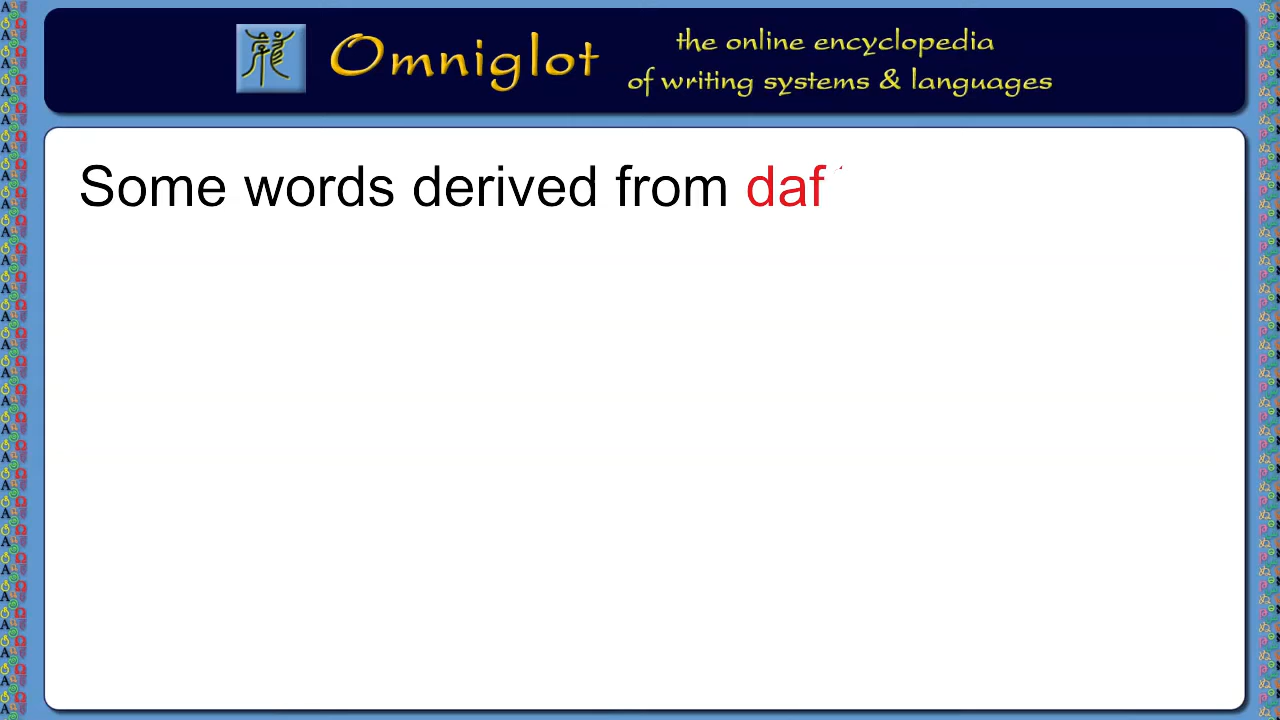 Omniglot
the online encyclopedia
of writing systems & languages
Some words derived from daf